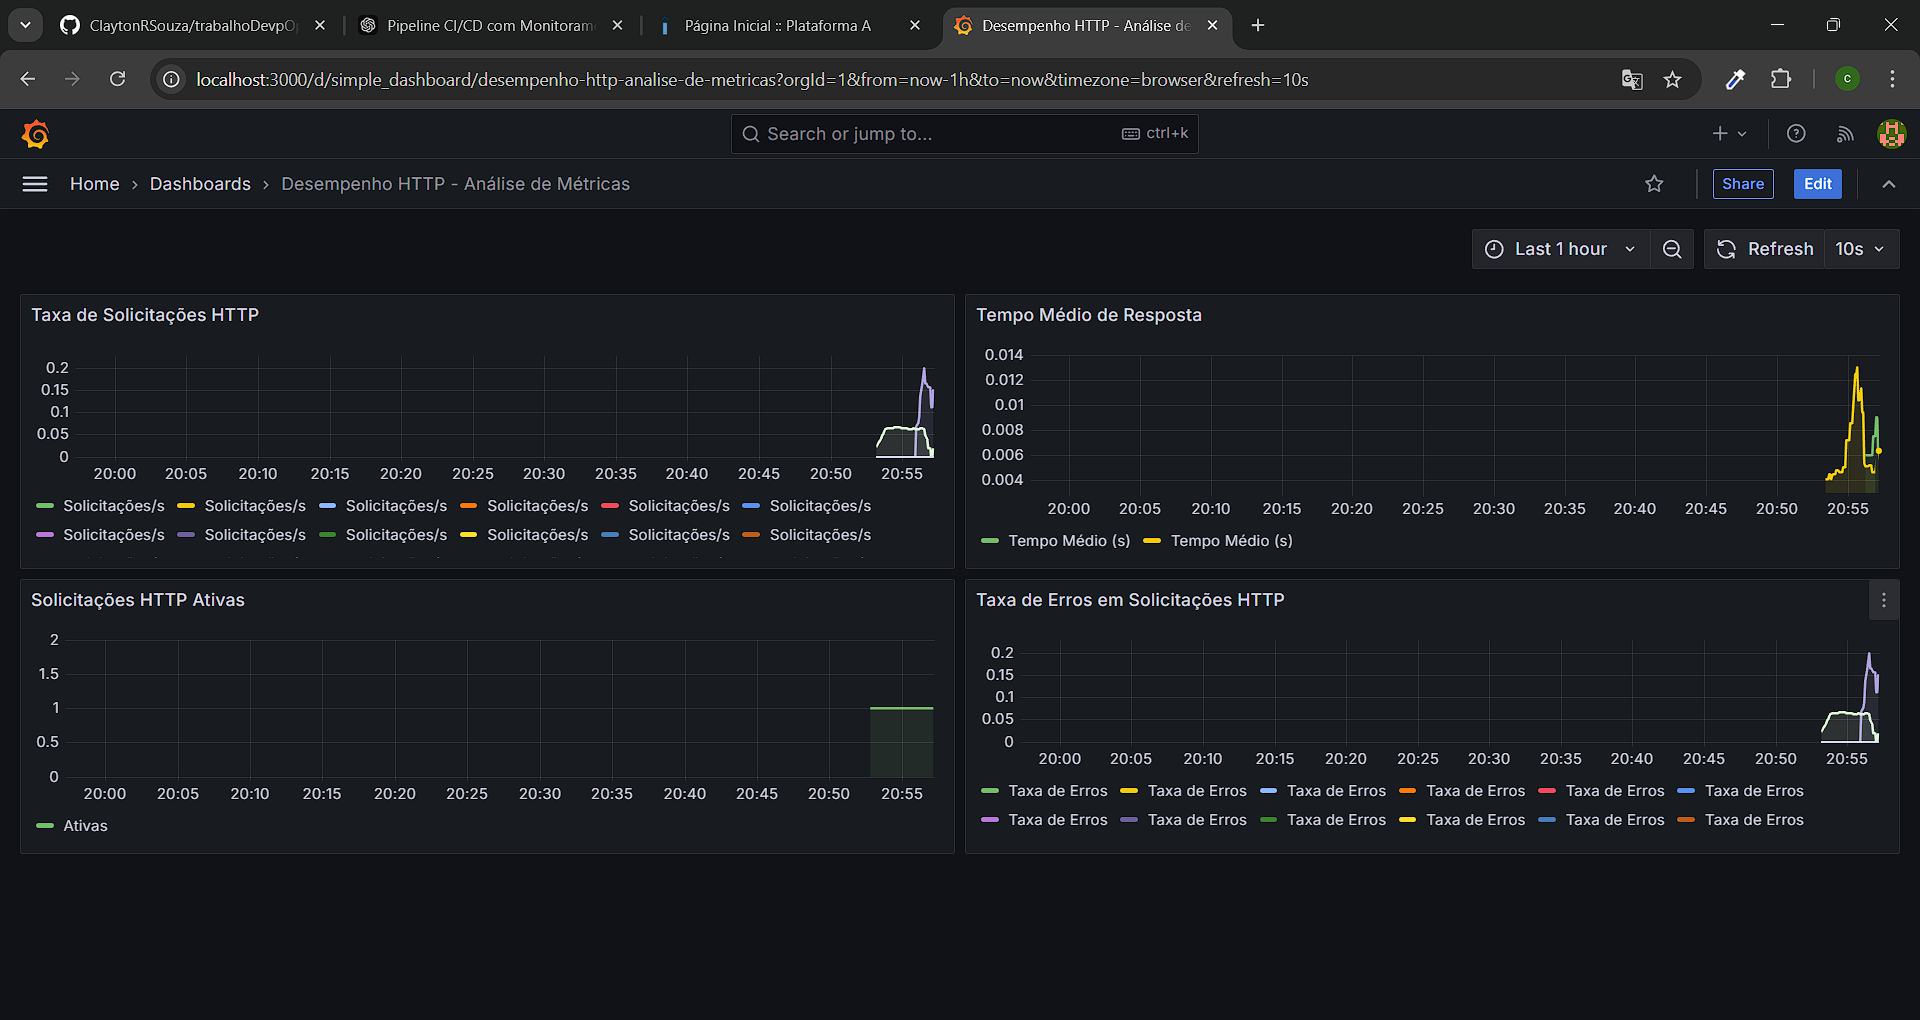 ClaytonRSouza/trabalhoDevpOp
Pipeline CI/CD com Monitoram
Página Inicial :: Plataforma A
Desempenho HTTP - Análise de
localhost:3000/d/simple_dashboard/desempenho-http-analise-de-metricas?orgId=1&from=now-1h&to=now&timezone=browser&refresh=10s
C
Search or jump to...
ctrl+k
Home › Dashboards › Desempenho HTTP - Análise de Métricas
Share
Edit
Last 1 hour
Refresh
10s
Taxa de Solicitações HTTP
0.2
0.15
0.1
0.05
0
20:00 20:05 20:10 20:15 20:20 20:25 20:30 20:35 20:40 20:45 20:50 20:55
Solicitações/s Solicitações/s Solicitações/s Solicitações/s Solicitações/s Solicitações/s
Solicitações/s Solicitações/s Solicitações/s Solicitações/s Solicitações/s Solicitações/s
Tempo Médio de Resposta
0.014
0.012
0.01
0.008
0.006
0.004
20:00 20:05 20:10 20:15 20:20 20:25 20:30 20:35 20:40 20:45 20:50 20:55
Tempo Médio (s) Tempo Médio (s)
Solicitações HTTP Ativas
2
1.5
1
0.5
0
20:00 20:05 20:10 20:15 20:20 20:25 20:30 20:35 20:40 20:45 20:50 20:55
Ativas
Taxa de Erros em Solicitações HTTP
0.2
0.15
0.1
0.05
0
20:00 20:05 20:10 20:15 20:20 20:25 20:30 20:35 20:40 20:45 20:50 20:55
Taxa de Erros Taxa de Erros Taxa de Erros Taxa de Erros Taxa de Erros Taxa de Erros
Taxa de Erros Taxa de Erros Taxa de Erros Taxa de Erros Taxa de Erros Taxa de Erros